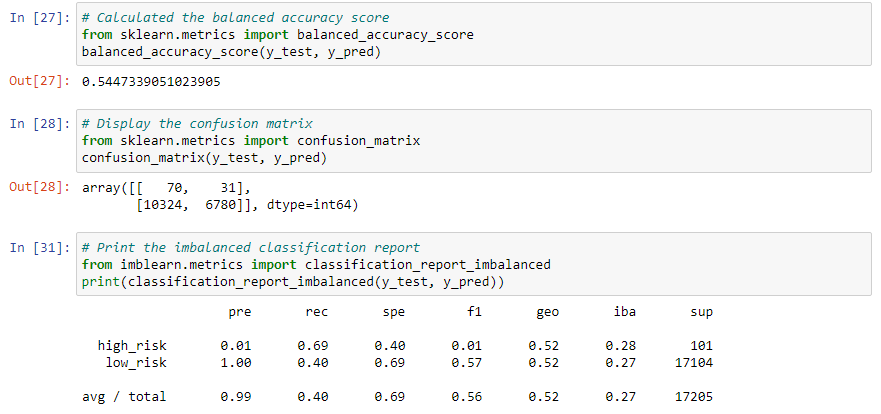 In [27]: # Calculated the balanced accuracy score
from sklearn.metrics import balanced_accuracy_score
balanced_accuracy_score(y_test, y_pred)
Out[27]: 0.5447339051023905
In [28]: # Display the confusion matrix
from sklearn.metrics import confusion_matrix
confusion_matrix(y_test, y_pred)
Out[28]: array([[   70,    31],
       [10324,  6780]], dtype=int64)
In [31]: # Print the imbalanced classification report
from imblearn.metrics import classification_report_imbalanced
print(classification_report_imbalanced(y_test, y_pred))
                   pre       rec       spe        f1       geo       iba       sup
  high_risk       0.01      0.69      0.40      0.01      0.52      0.28       101
   low_risk       1.00      0.40      0.69      0.57      0.52      0.27     17104
avg / total       0.99      0.40      0.69      0.56      0.52      0.27     17205